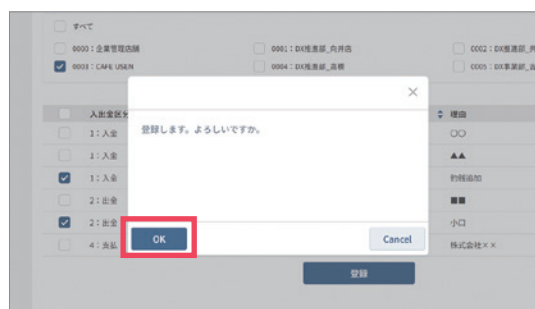 すべて
0000：企業管理店舗
0001：DX推進部_向井店
0002：DX推進部_
0003：CAFE USEN
0004：DX推進部_高橋
0005：DX事業部_
×
入出金区分
理由
登録します。よろしいですか。
1：入金
〇〇
1：入金
▲▲
1：入金
釣銭追加
2：出金
■■
2：出金
小口
4：支払
株式会社××
OK
Cancel
登録